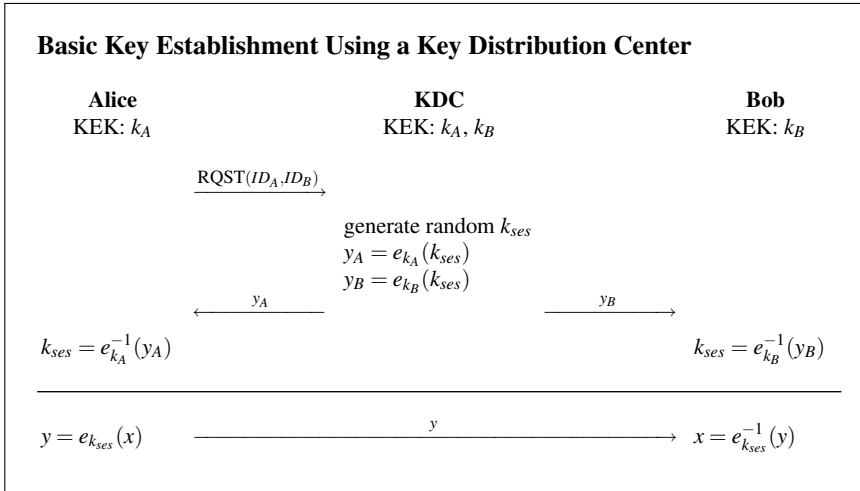 Basic Key Establishment Using a Key Distribution Center
Alice KDC Bob
KEK: k_A KEK: k_A, k_B KEK: k_B
RQST(ID_A,ID_B)
generate random k_ses
y_A = e_{k_A}(k_ses)
y_B = e_{k_B}(k_ses)
y_A y_B
k_ses = e^{-1}_{k_A}(y_A) k_ses = e^{-1}_{k_B}(y_B)
y = e_{k_ses}(x) y x = e^{-1}_{k_ses}(y)